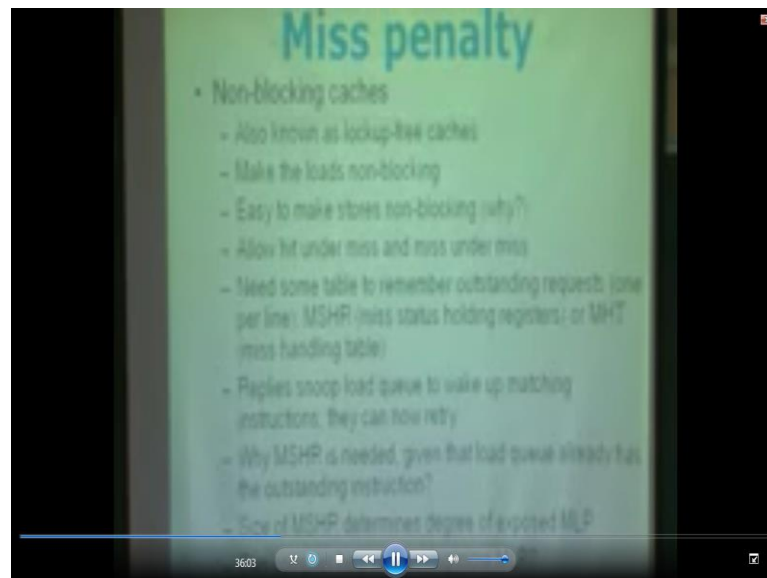 Miss penalty
• Non-blocking caches
– Also known as lockup-free caches
– Make the loads non-blocking
– Easy to make stores non-blocking (why?)
– Allow hit under miss and miss under miss
– Need some table to remember outstanding requests (one
per line); MSHR (miss status holding registers) or MHT
(miss handling table)
– Replies snoop load queue to wake up matching
instructions; they can now retry
– Why MSHR is needed, given that load queue already has
the outstanding instruction?
– Size of MSHR determines degree of exposed MLP
36:03